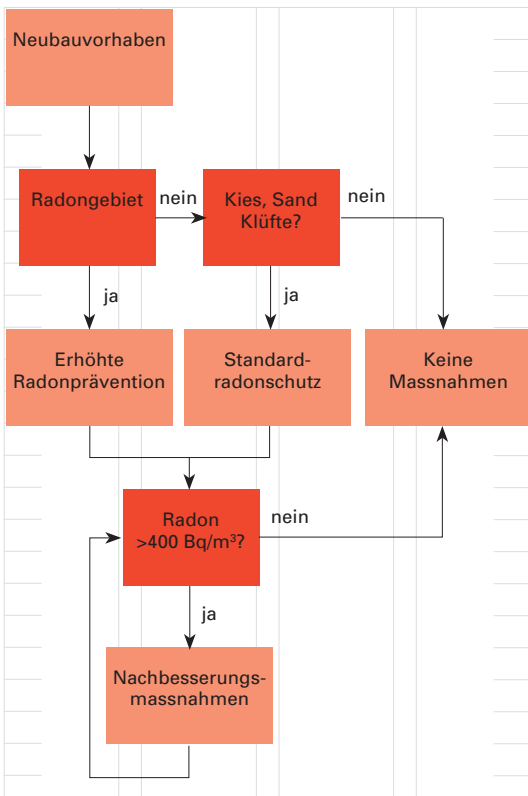 Neubauvorhaben
Radongebiet
nein
Kies, Sand
Klüfte?
nein
ja
ja
Erhöhte
Radonprävention
Standard-
radonschutz
Keine
Massnahmen
Radon
>400 Bq/m³?
nein
ja
Nachbesserungs-
massnahmen